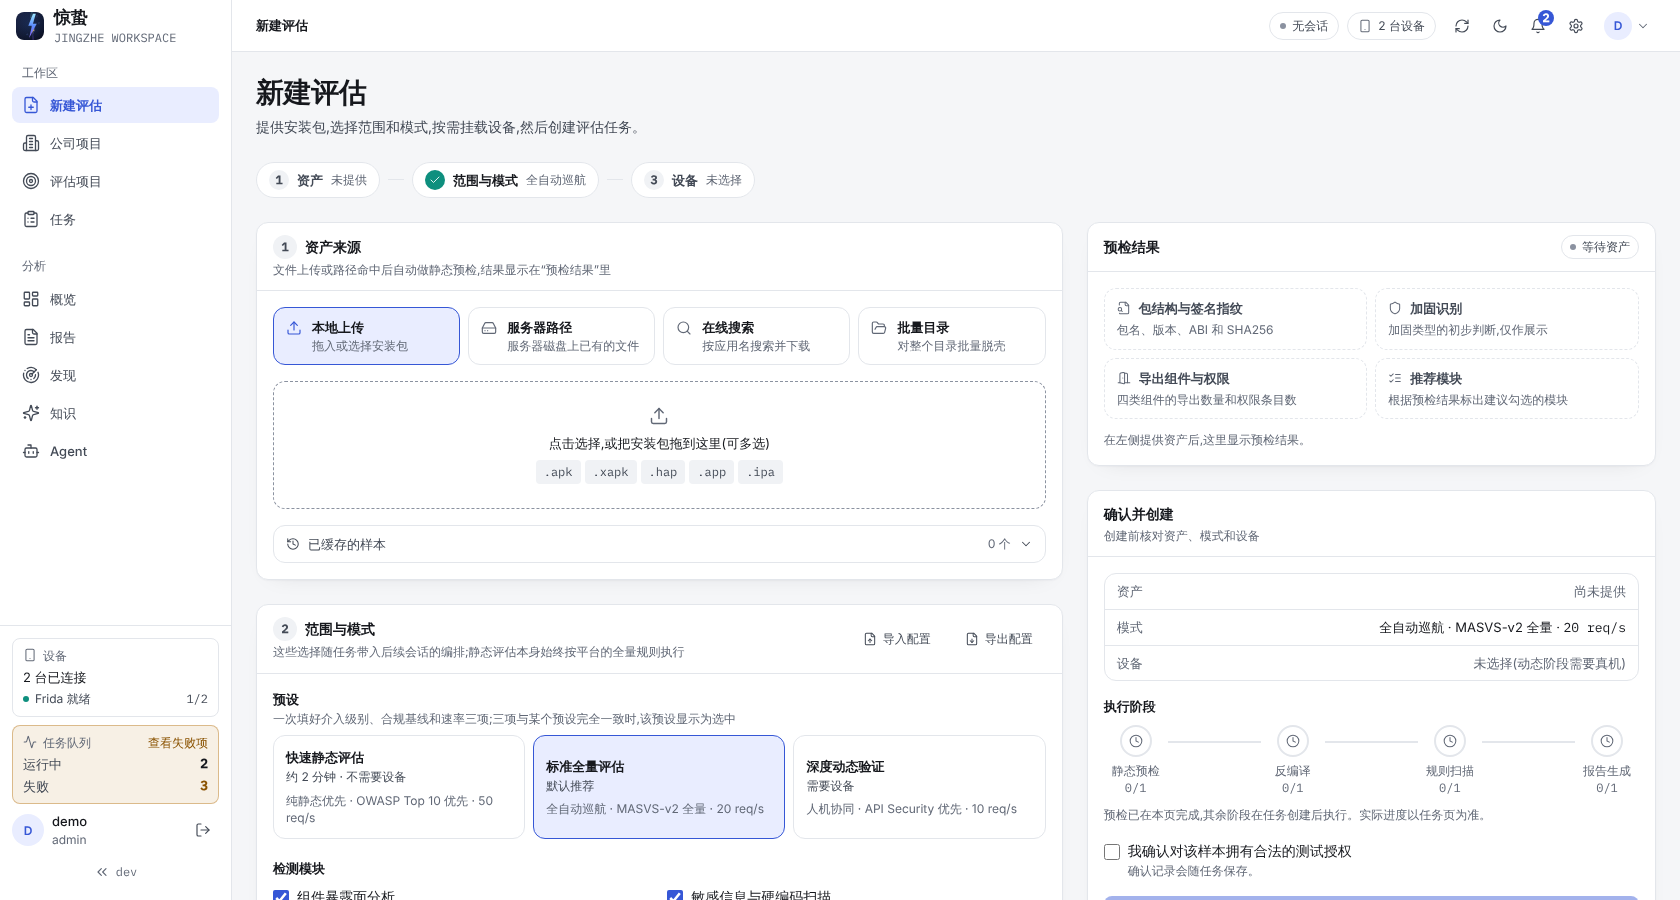 惊蛰
JINGZHE WORKSPACE
工作区
新建评估
公司项目
评估项目
任务
分析
概览
报告
发现
知识
Agent
设备
2 台已连接
Frida 就绪 1/2
任务队列 查看失败项
运行中 2
失败 3
D demo
admin
dev
新建评估
无会话
2 台设备
2
D
新建评估
提供安装包,选择范围和模式,按需挂载设备,然后创建评估任务。
1 资产 未提供
范围与模式 全自动巡航
3 设备 未选择
1 资产来源
文件上传或路径命中后自动做静态预检,结果显示在“预检结果”里
本地上传
拖入或选择安装包
服务器路径
服务器磁盘上已有的文件
在线搜索
按应用名搜索并下载
批量目录
对整个目录批量脱壳
点击选择,或把安装包拖到这里(可多选)
.apk .xapk .hap .app .ipa
已缓存的样本 0 个
2 范围与模式
这些选择随任务带入后续会话的编排;静态评估本身始终按平台的全量规则执行
导入配置
导出配置
预设
一次填好介入级别、合规基线和速率三项;三项与某个预设完全一致时,该预设显示为选中
快速静态评估
约 2 分钟 · 不需要设备
纯静态优先 · OWASP Top 10 优先 · 50
req/s
标准全量评估
默认推荐
全自动巡航 · MASVS-v2 全量 · 20 req/s
深度动态验证
需要设备
人机协同 · API Security 优先 · 10 req/s
检测模块
组件暴露面分析
敏感信息与硬编码扫描
预检结果
等待资产
包结构与签名指纹
包名、版本、ABI 和 SHA256
加固识别
加固类型的初步判断,仅作展示
导出组件与权限
四类组件的导出数量和权限条目数
推荐模块
根据预检结果标出建议勾选的模块
在左侧提供资产后,这里显示预检结果。
确认并创建
创建前核对资产、模式和设备
资产 尚未提供
模式 全自动巡航 · MASVS-v2 全量 · 20 req/s
设备 未选择(动态阶段需要真机)
执行阶段
静态预检
0/1
反编译
0/1
规则扫描
0/1
报告生成
0/1
预检已在本页完成,其余阶段在任务创建后执行。实际进度以任务页为准。
我确认对该样本拥有合法的测试授权
确认记录会随任务保存。